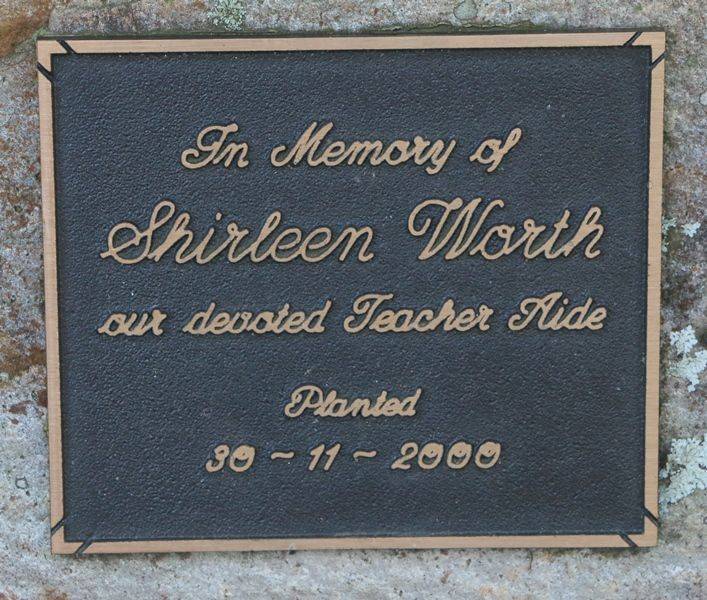 In Memory of
Shirleen Worth
our devoted Teacher Aide
Planted
30 - 11 - 2000